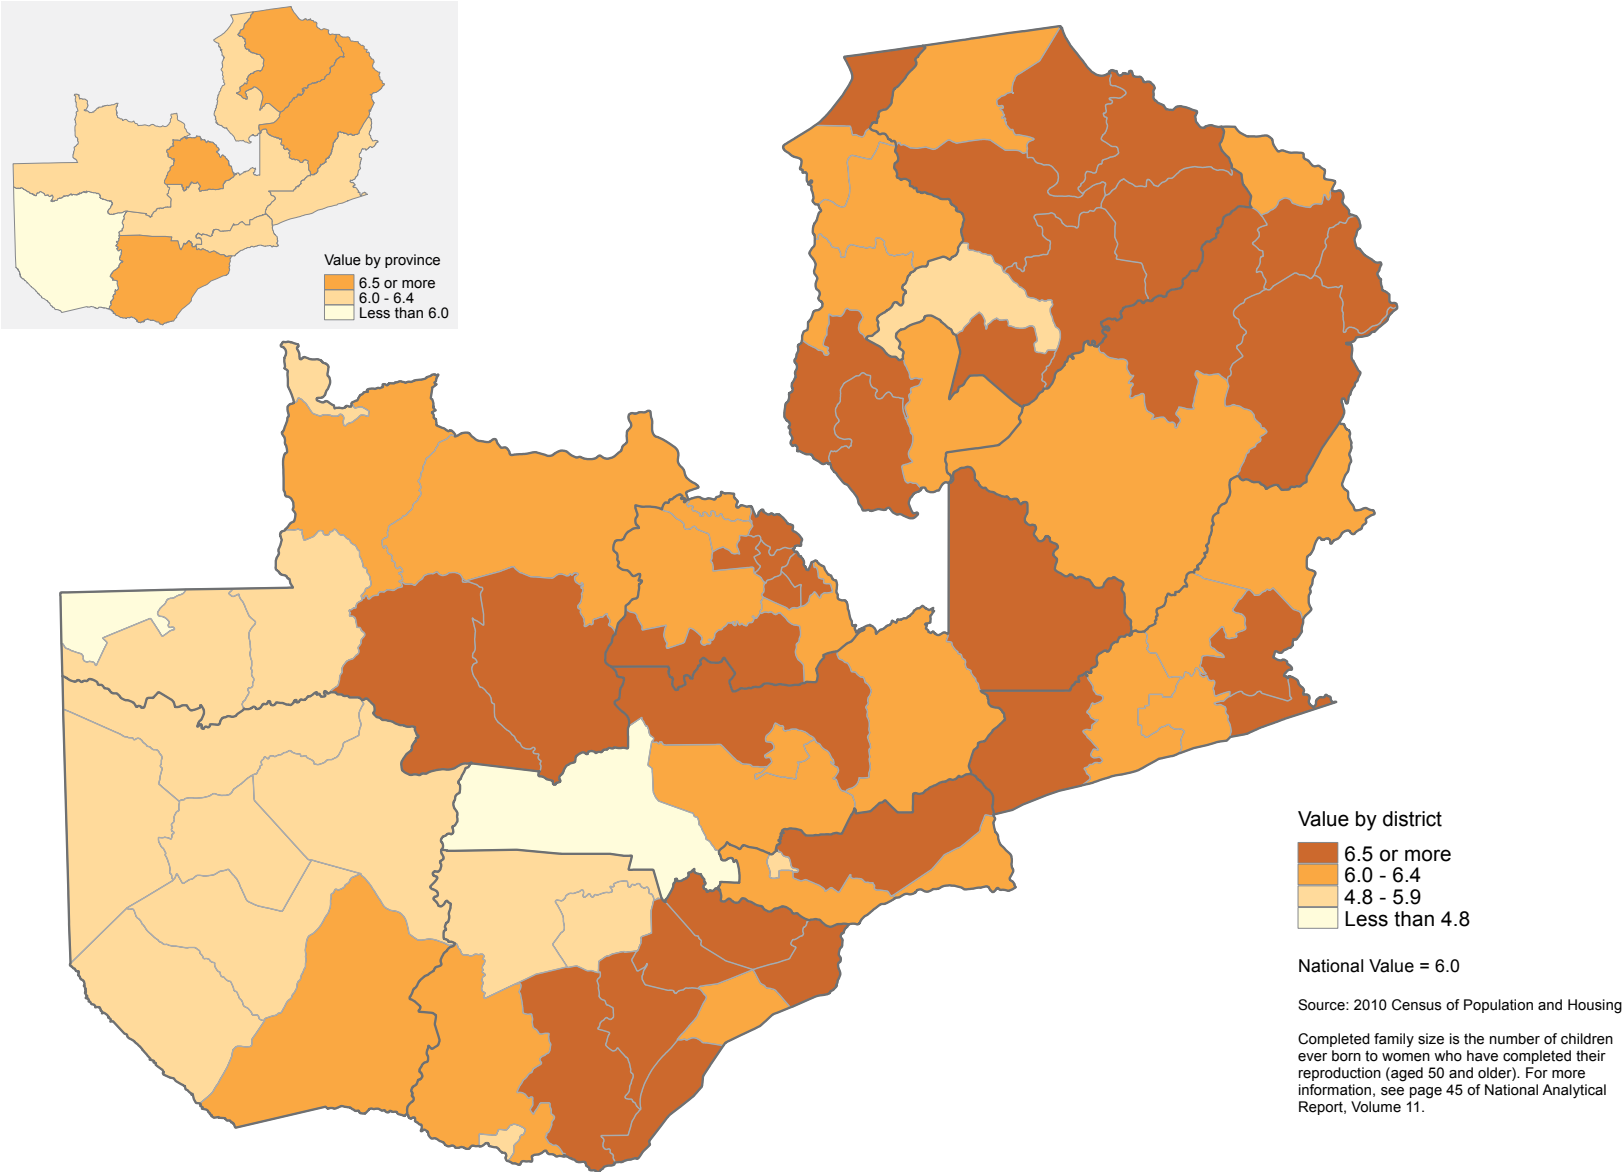 Value by province
6.5 or more
6.0 - 6.4
Less than 6.0
Value by district
6.5 or more
6.0 - 6.4
4.8 - 5.9
Less than 4.8
National Value = 6.0
Source: 2010 Census of Population and Housing
Completed family size is the number of children
ever born to women who have completed their
reproduction (aged 50 and older). For more
information, see page 45 of National Analytical
Report, Volume 11.